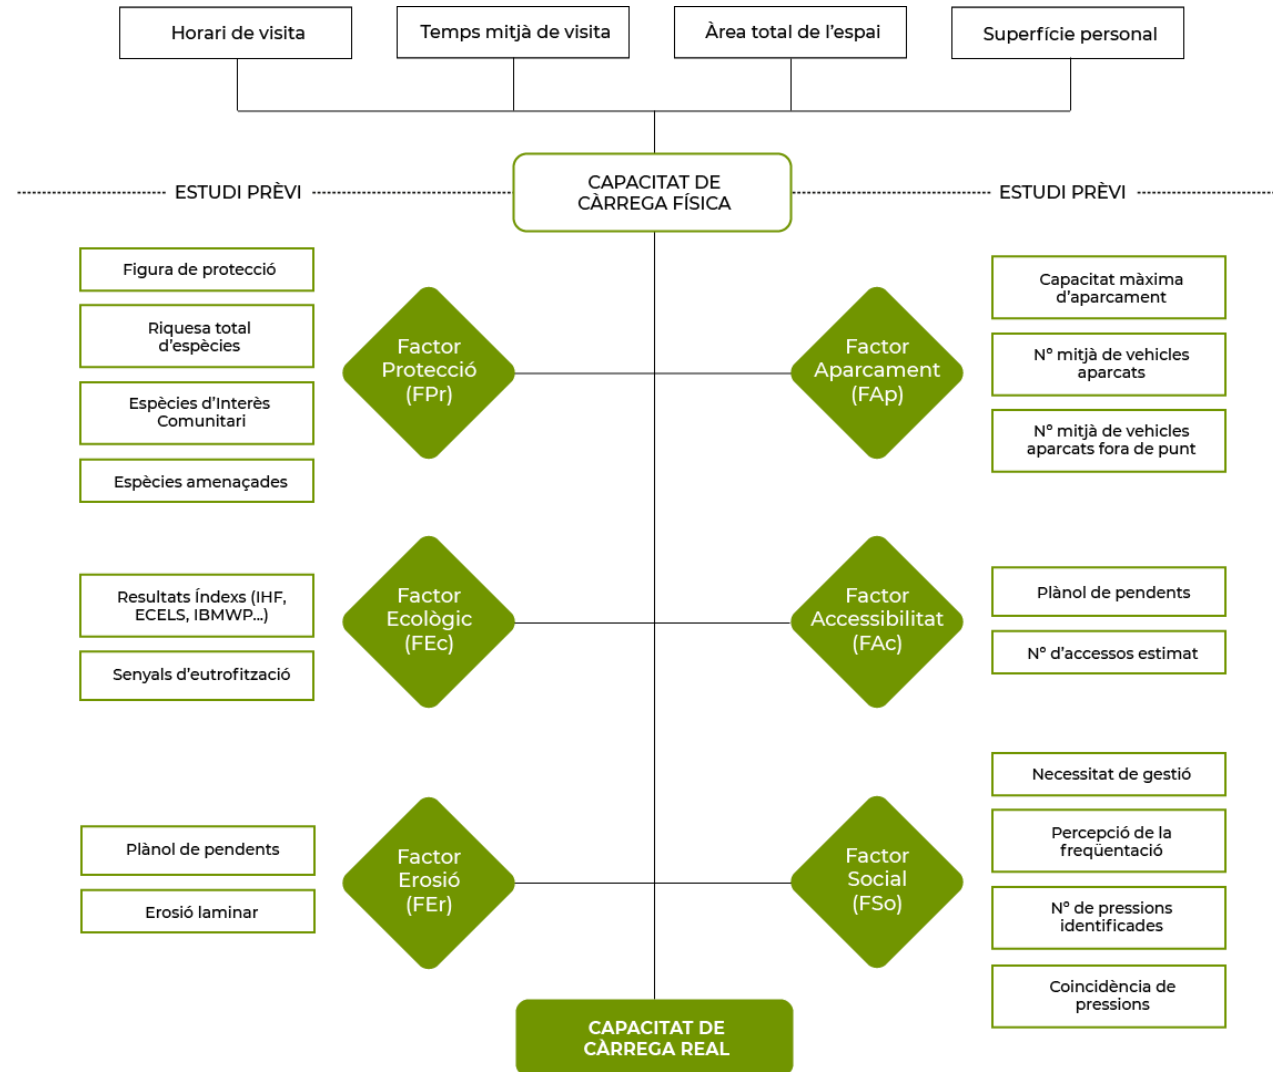 Horari de visita
Temps mitjà de visita
Àrea total de l’espai
Superfície personal
CAPACITAT DE
CÀRREGA FÍSICA
ESTUDI PRÈVI
ESTUDI PRÈVI
Figura de protecció
Riquesa total
d’espècies
Espècies d’Interès
Comunitari
Espècies amenaçades
Factor
Protecció
(FPr)
Factor
Aparcament
(FAp)
Capacitat màxima
d’aparcament
Nº mitjà de vehicles
aparcats
Nº mitjà de vehicles
aparcats fora de punt
Resultats Índexs (IHF,
ECELS, IBMWP...)
Senyals d’eutrofització
Factor
Ecològic
(FEc)
Factor
Accessibilitat
(FAc)
Plànol de pendents
Nº d’accessos estimat
Plànol de pendents
Erosió laminar
Factor
Erosió
(FEr)
Factor
Social
(FSo)
Necessitat de gestió
Percepció de la
freqüentació
Nº de pressions
identificades
Coincidència de
pressions
CAPACITAT DE
CÀRREGA REAL